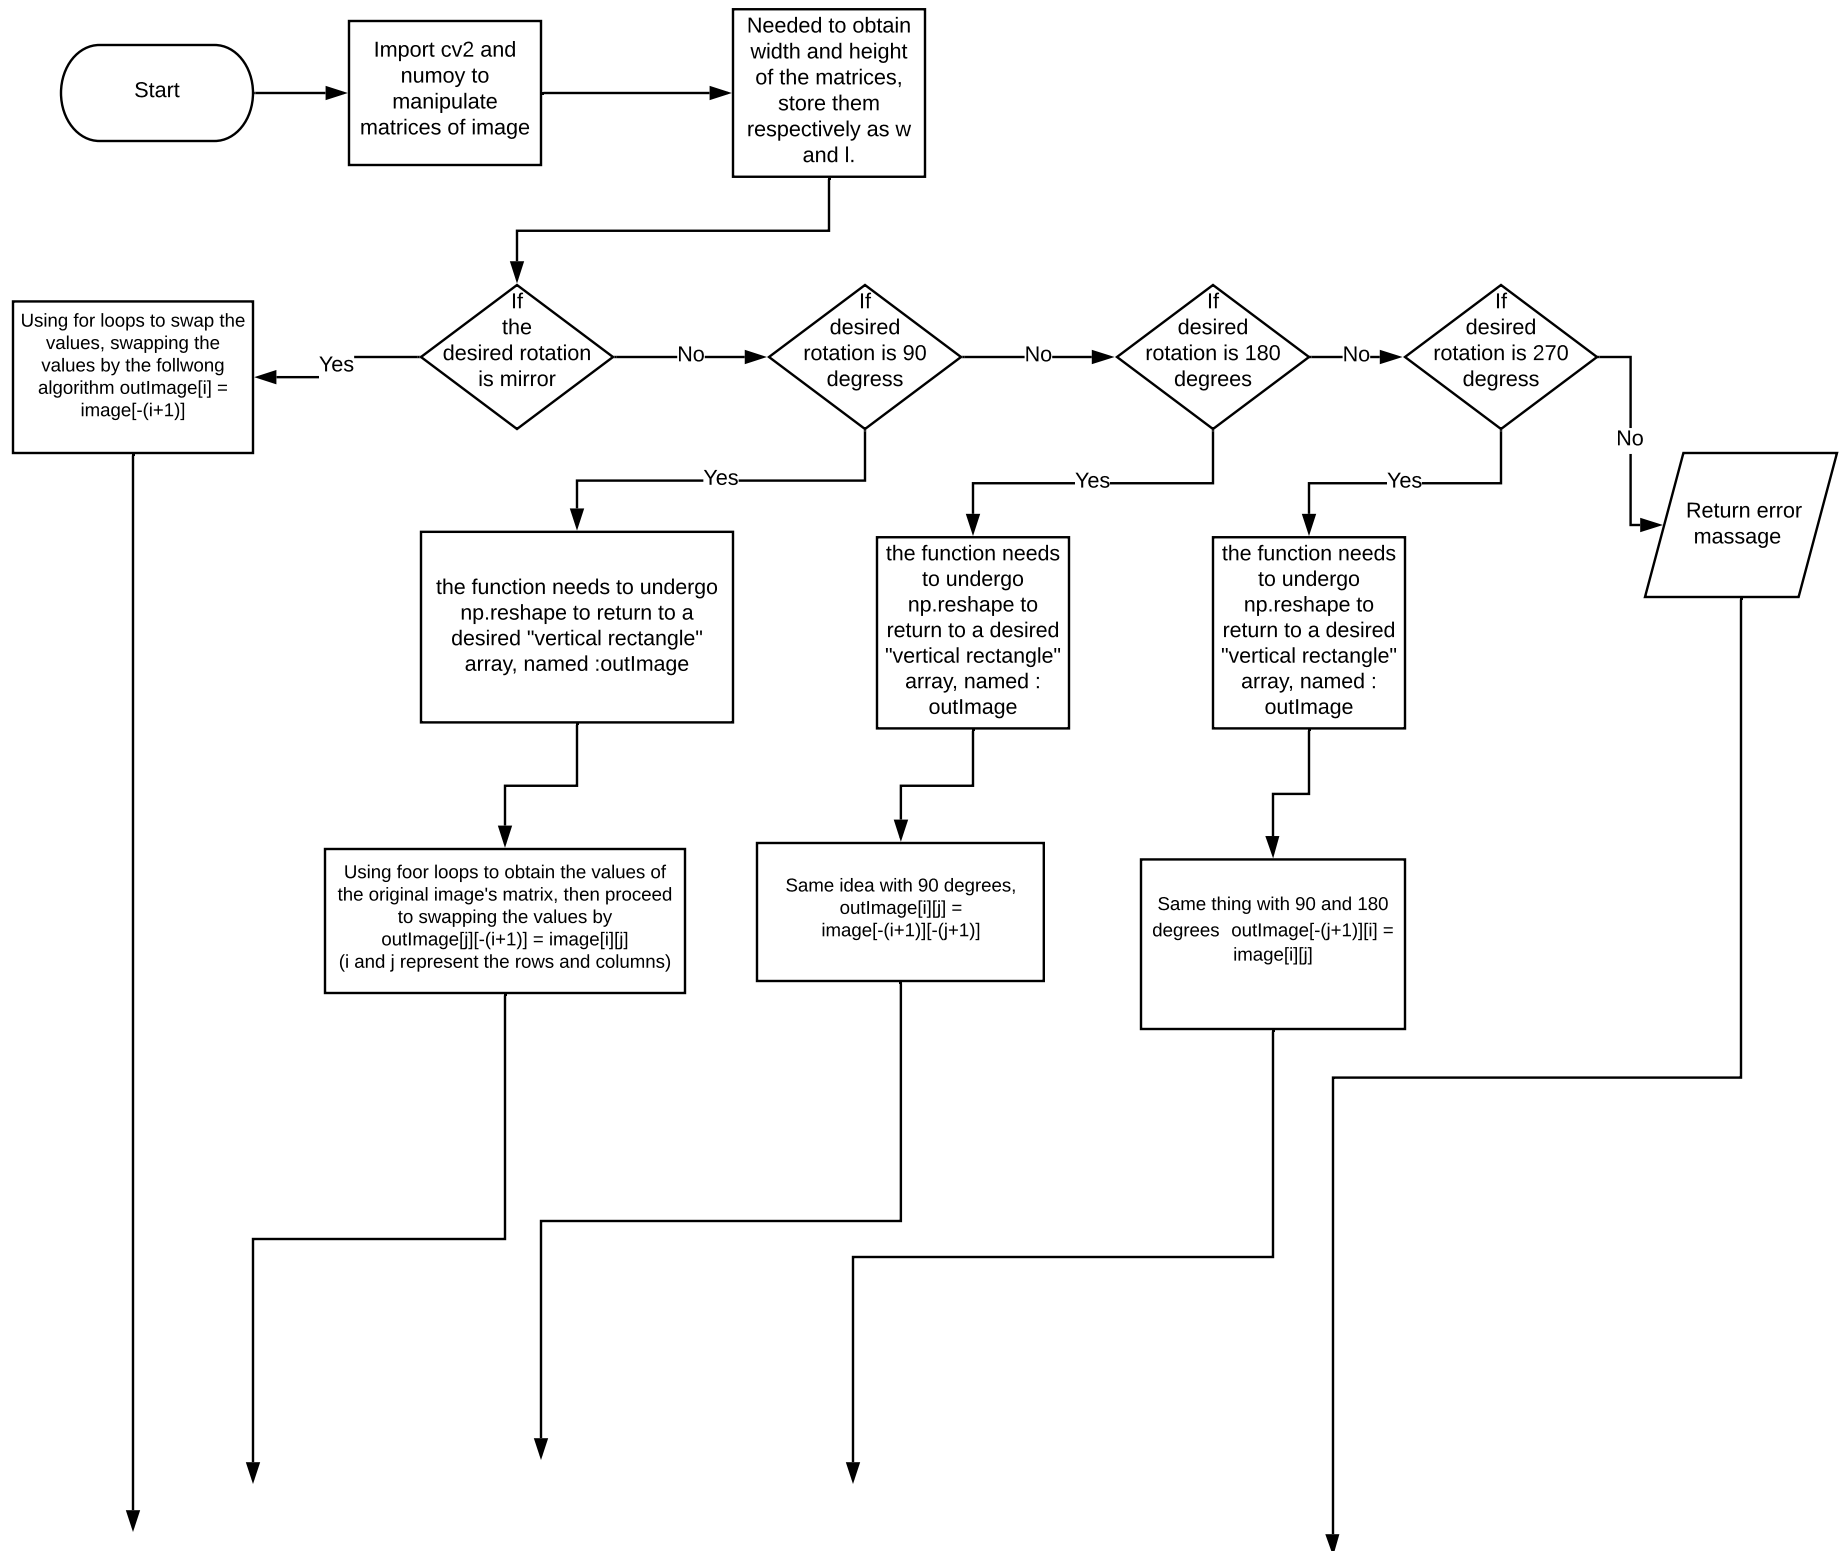 Start
Import cv2 and
numoy to
manipulate
matrices of image
Needed to obtain
width and height
of the matrices,
store them
respectively as w
and l.
If
the
desired rotation
is mirror
If
desired
rotation is 90
degress
If
desired
rotation is 180
degrees
If
desired
rotation is 270
degress
Using for loops to swap the
values, swapping the
values by the follwong
algorithm outImage[i] =
image[-(i+1)]
Yes
No
No
No
No
Yes
Yes
Yes
Return error
massage
the function needs to undergo
np.reshape to return to a
desired "vertical rectangle"
array, named :outImage
the function needs
to undergo
np.reshape to
return to a desired
"vertical rectangle"
array, named :
outImage
the function needs
to undergo
np.reshape to
return to a desired
"vertical rectangle"
array, named :
outImage
Using foor loops to obtain the values of
the original image's matrix, then proceed
to swapping the values by
outImage[j][-(i+1)] = image[i][j]
(i and j represent the rows and columns)
Same idea with 90 degrees,
outImage[i][j] =
image[-(i+1)][-(j+1)]
Same thing with 90 and 180
degrees  outImage[-(j+1)][i] =
image[i][j]